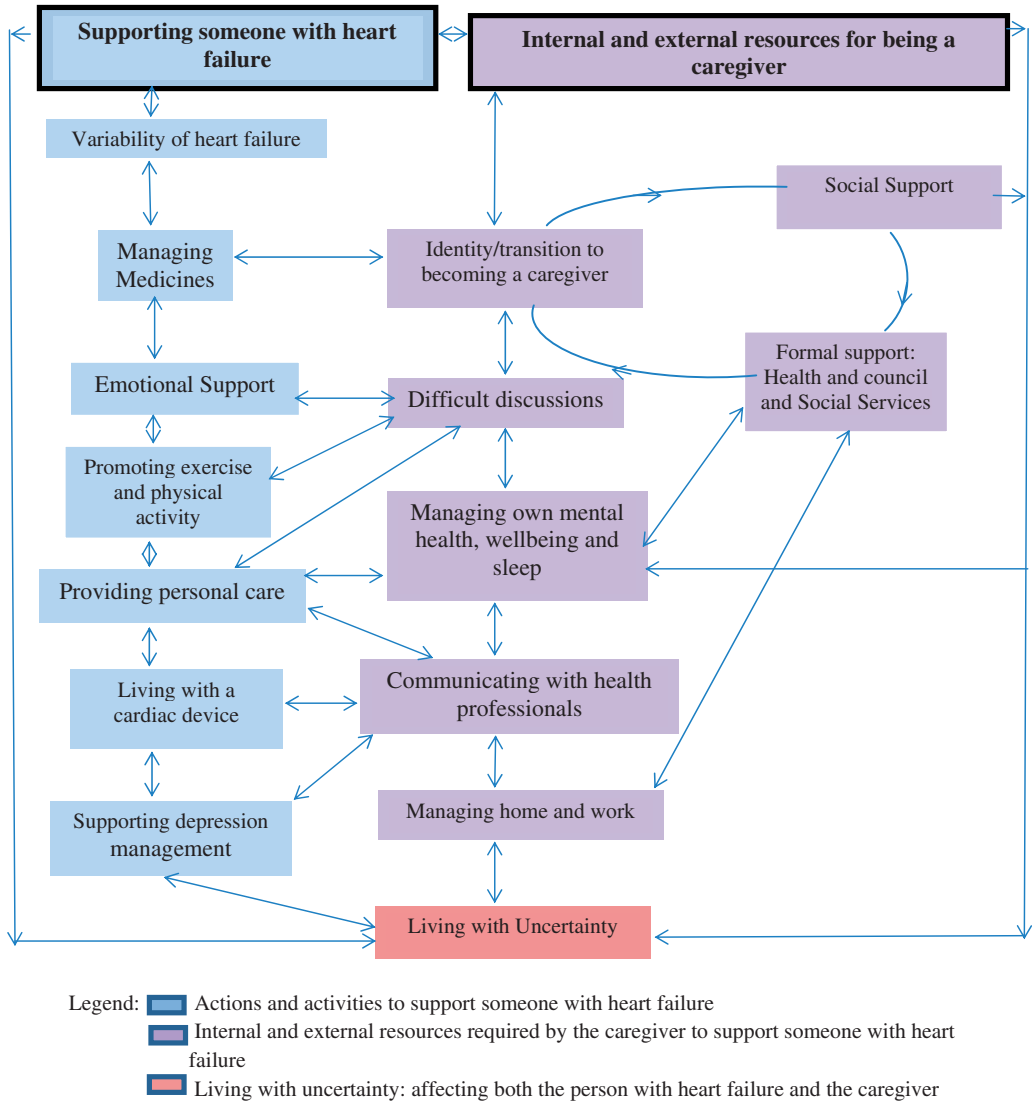 Supporting someone with heart
failure
Internal and external resources for being a
caregiver
Variability of heart failure
Social Support
Managing
Medicines
Identity/transition to
becoming a caregiver
Formal support:
Health and council
and Social Services
Emotional Support
Difficult discussions
Promoting exercise
and physical
activity
Managing own mental
health, wellbeing and
sleep
Providing personal care
Living with a
cardiac device
Communicating with health
professionals
Supporting depression
management
Managing home and work
Living with Uncertainty
Legend:
Actions and activities to support someone with heart failure
Internal and external resources required by the caregiver to support someone with heart
failure
Living with uncertainty: affecting both the person with heart failure and the caregiver